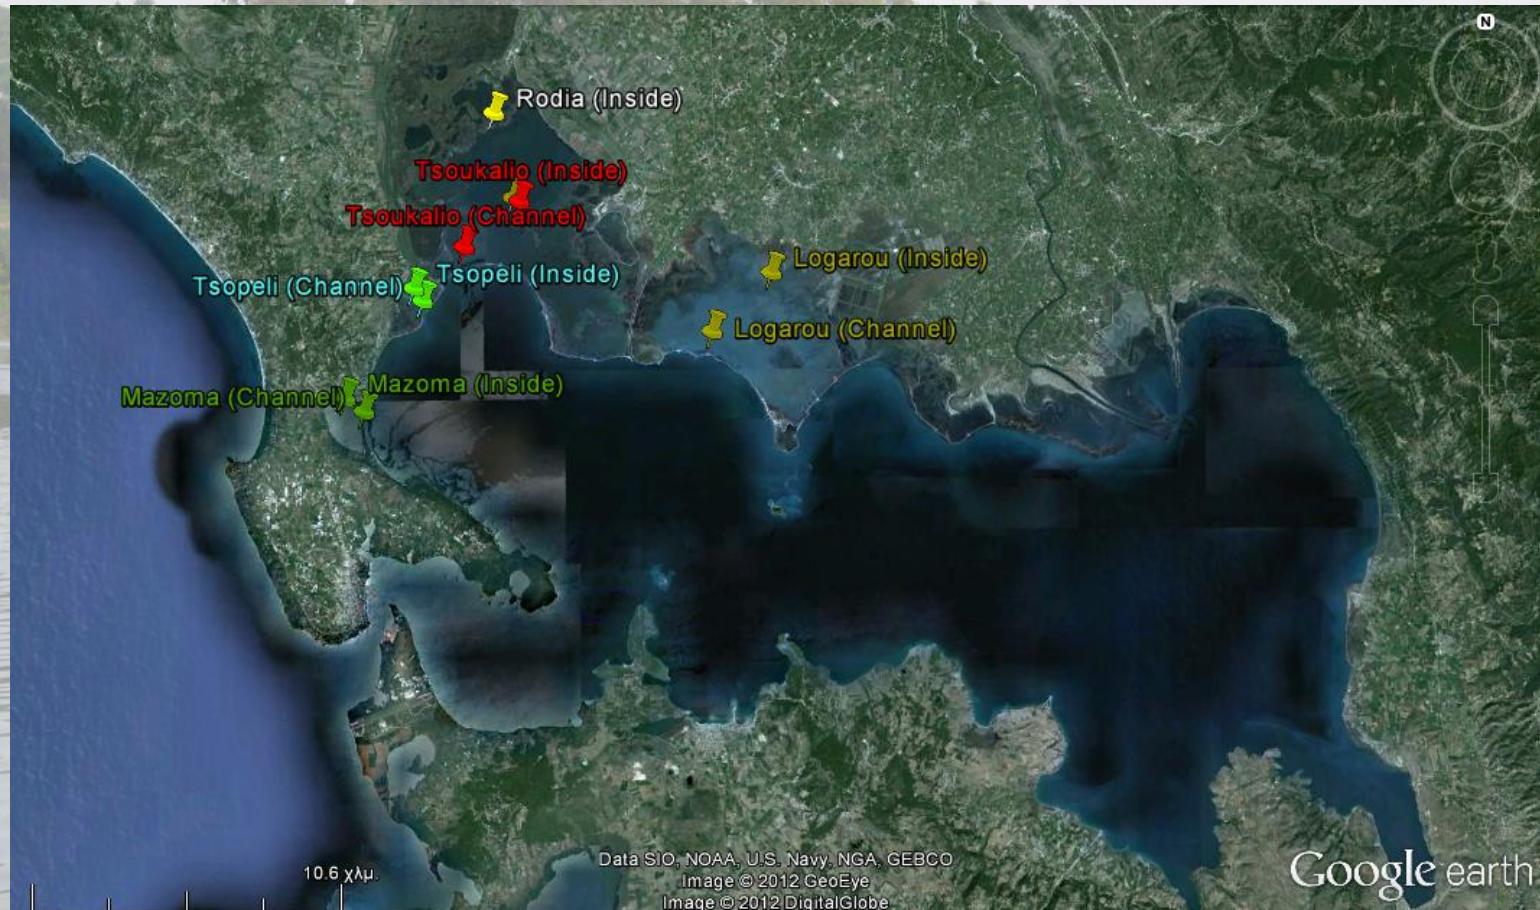 N
Rodia (Inside)
Tsoukalio (Inside)
Tsoukalio (Channel)
Logarou (Inside)
Tsopeli (Channel)
Tsopeli (Inside)
Logarou (Channel)
Mazoma (Channel)
Mazoma (Inside)
10.6 χλμ.
Data SIO, NOAA, U.S. Navy, NGA, GEBCO
Image © 2012 GeoEye
Image © 2012 DigitalGlobe
Google earth